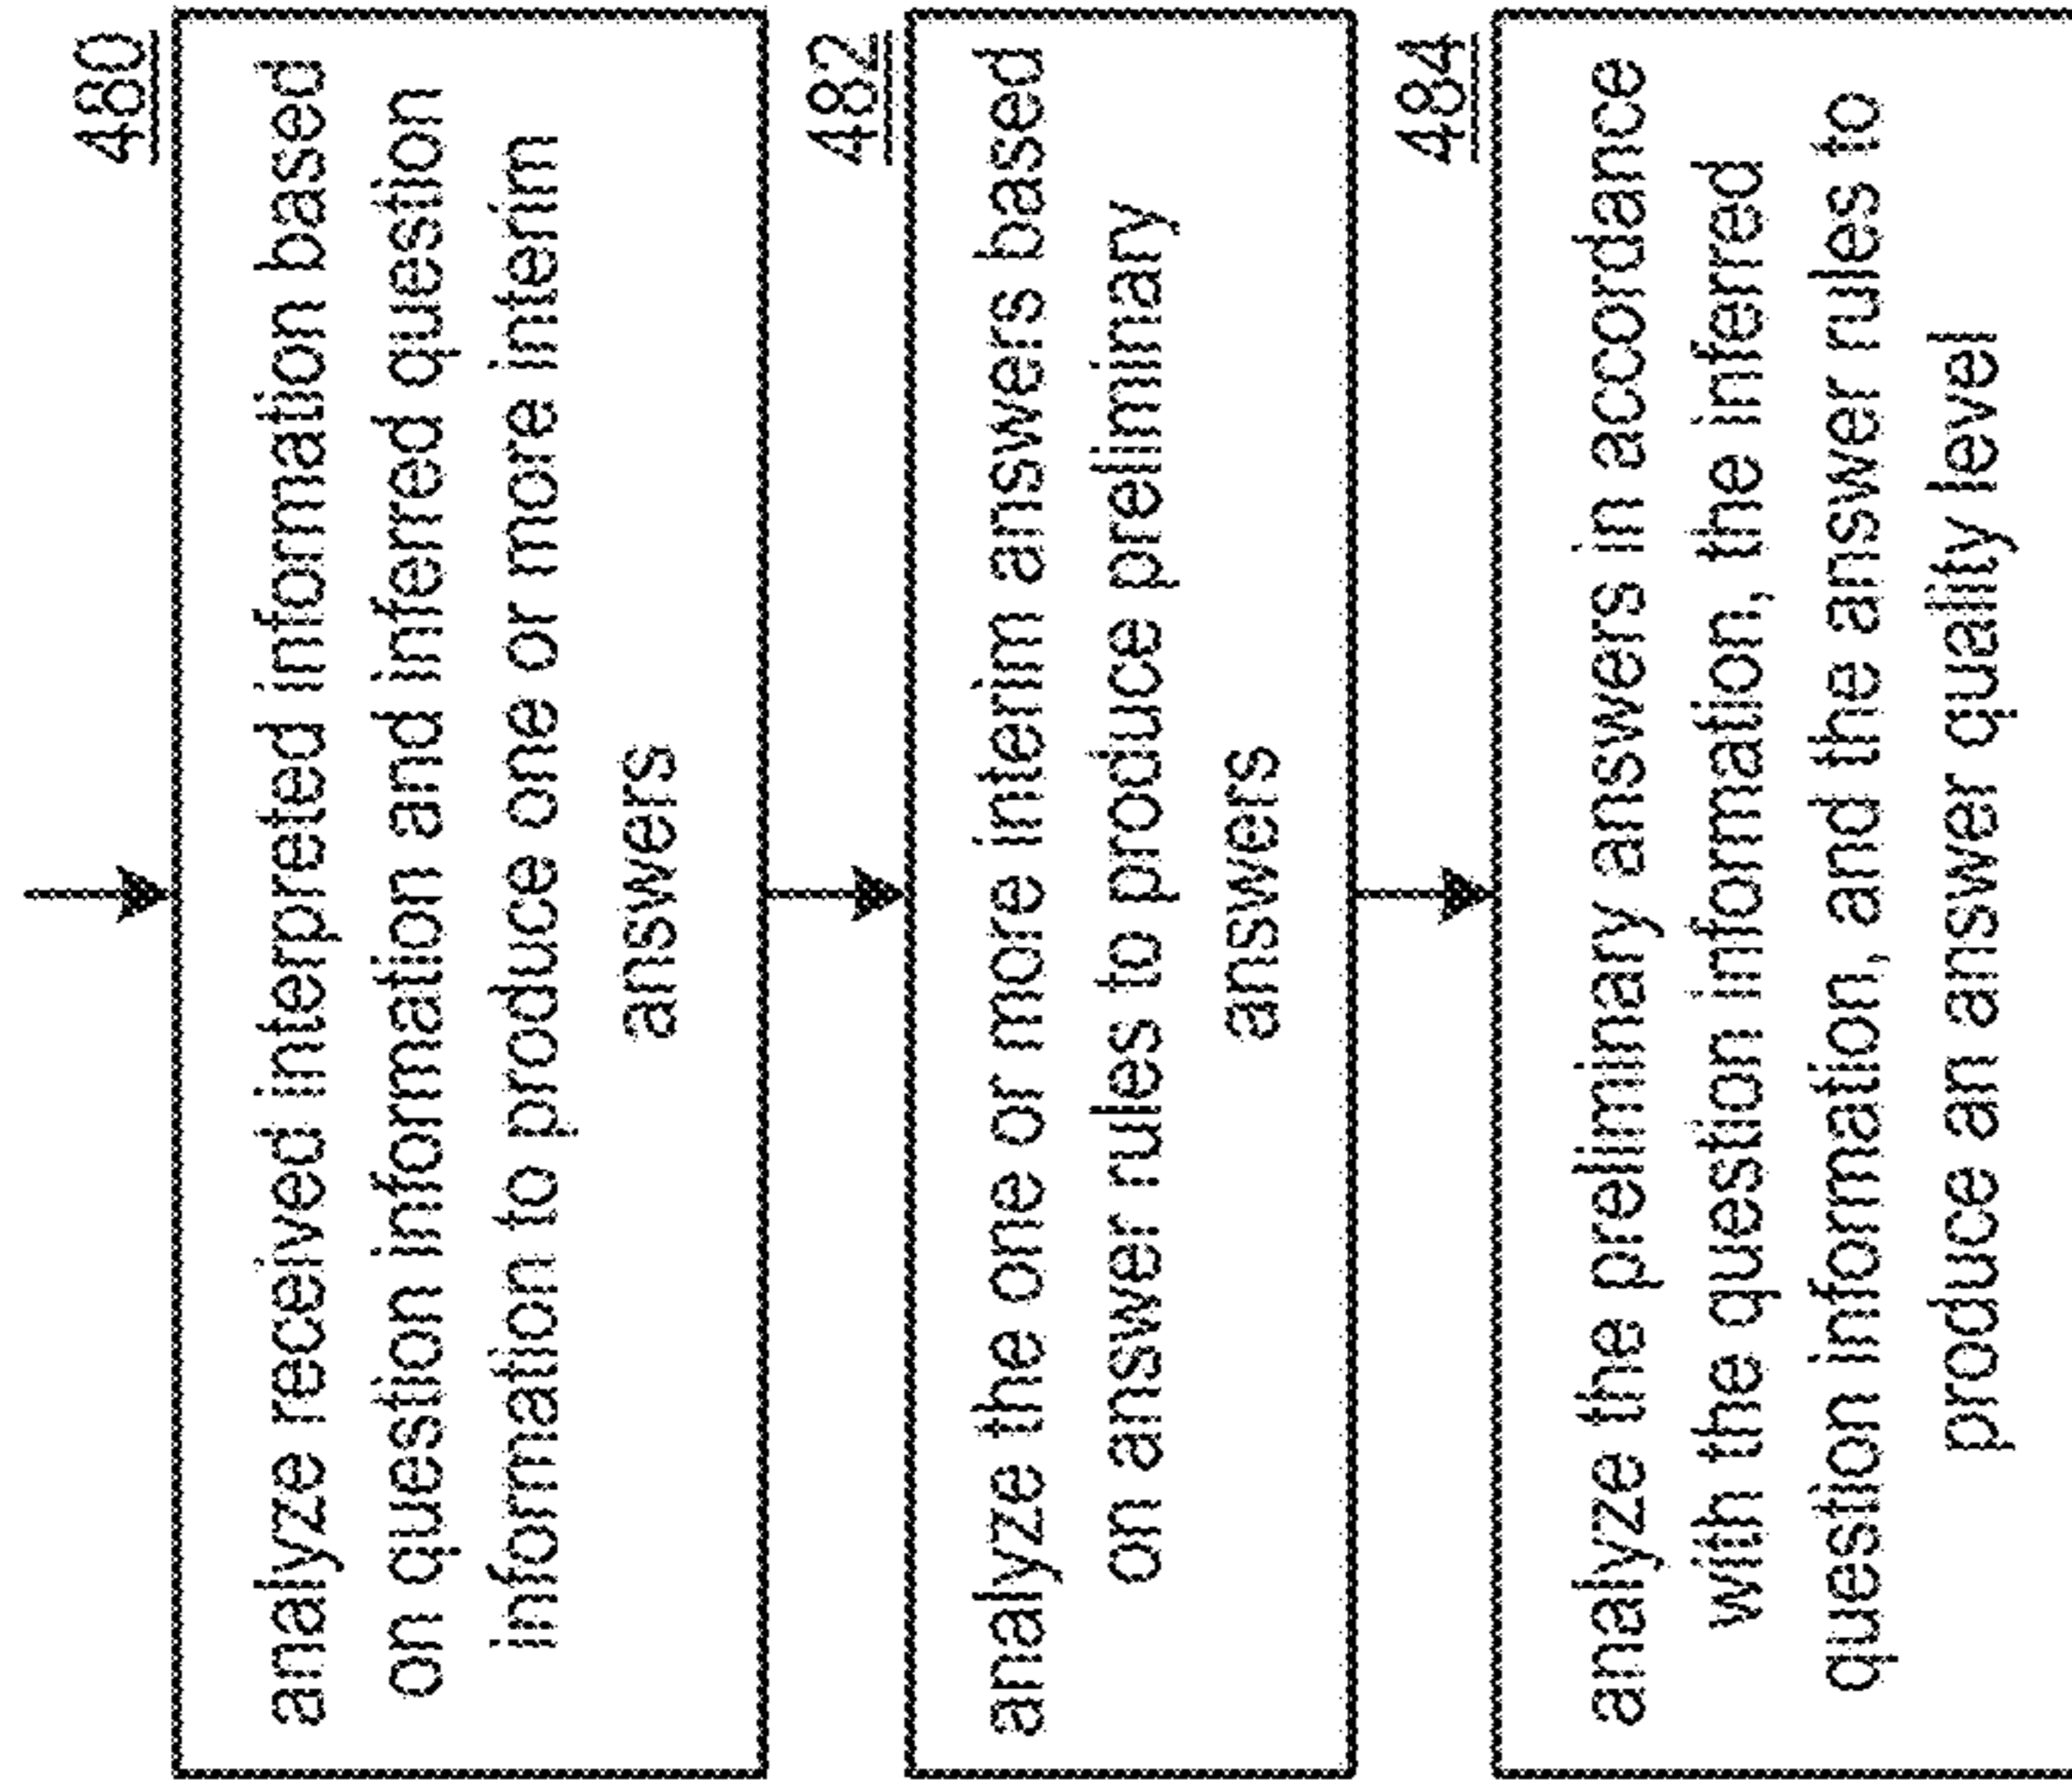 480
analyze received interpreted information based
on question information and inferred question
information to produce one or more interim
answers
482
analyze the one or more interim answers based
on answer rules to produce preliminary
answers
484
analyze the preliminary answers in accordance
with the question information, the inferred
question information, and the answer rules to
produce an answer quality level